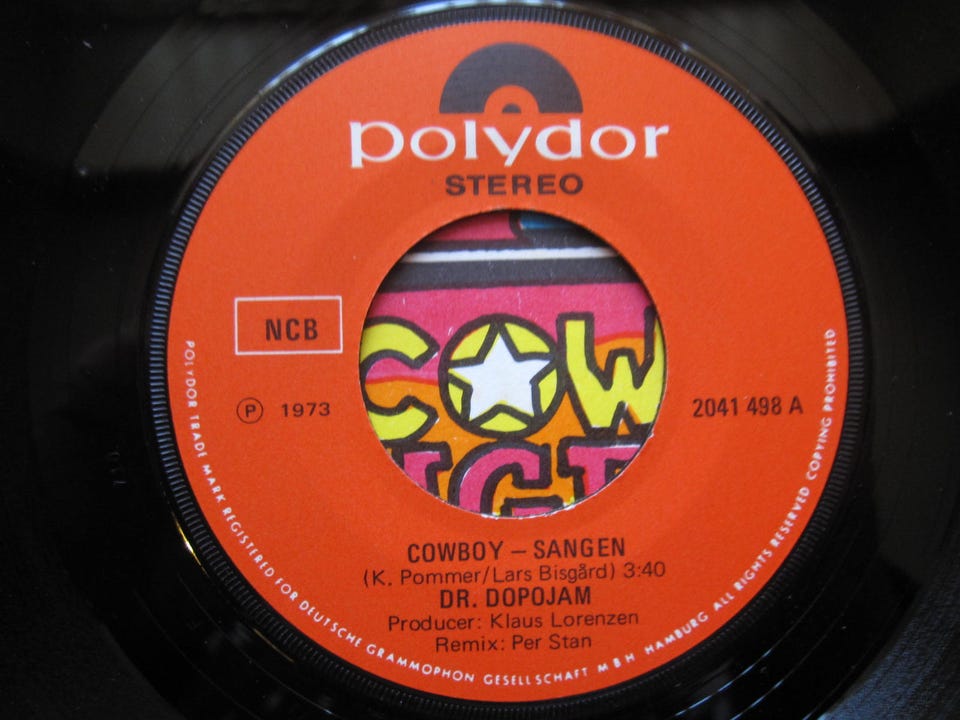 polydor
STEREO
NCB
℗ 1973
2041 498 A
COW
COWBOY – SANGEN
(K. Pommer/Lars Bisgård) 3:40
DR. DOPOJAM
Producer: Klaus Lorenzen
Remix: Per Stan
POLYDOR TRADE MARK REGISTERED FOR DEUTSCHE GRAMMOPHON GESELLSCHAFT MBH HAMBURG ALL RIGHTS RESERVED COPYING PROHIBITED